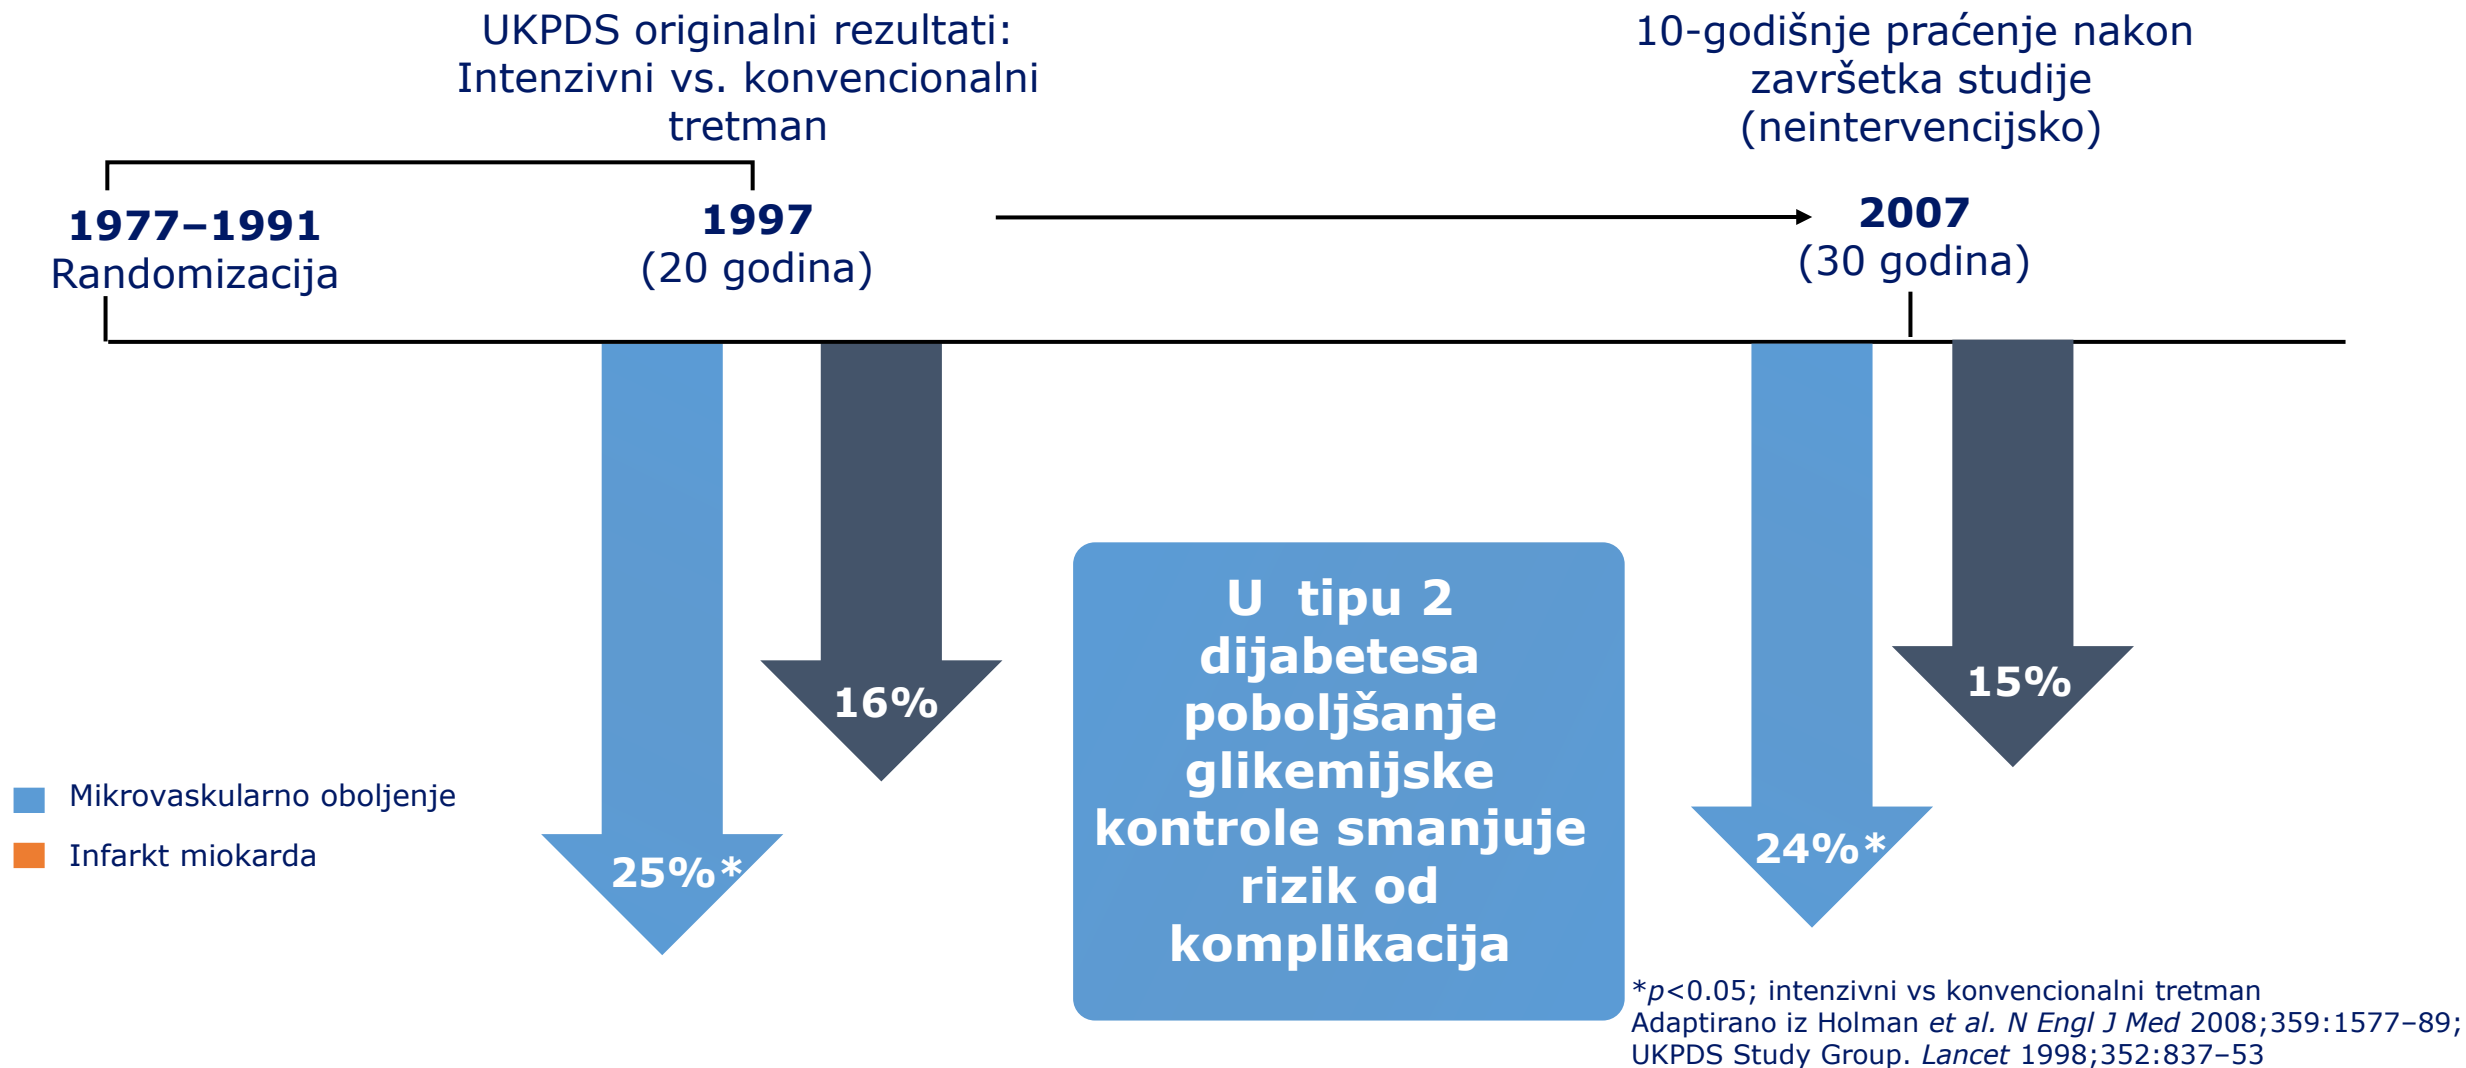 UKPDS originalni rezultati:
Intenzivni vs. konvencionalni
tretman
10-godišnje praćenje nakon
završetka studije
(neintervencijsko)
1977–1991
Randomizacija
1997
(20 godina)
2007
(30 godina)
25%*
16%
U  tipu 2
dijabetesa
poboljšanje
glikemijske
kontrole smanjuje
rizik od
komplikacija
24%*
15%
Mikrovaskularno oboljenje
Infarkt miokarda
*p<0.05; intenzivni vs konvencionalni tretman
Adaptirano iz Holman et al. N Engl J Med 2008;359:1577–89;
UKPDS Study Group. Lancet 1998;352:837–53